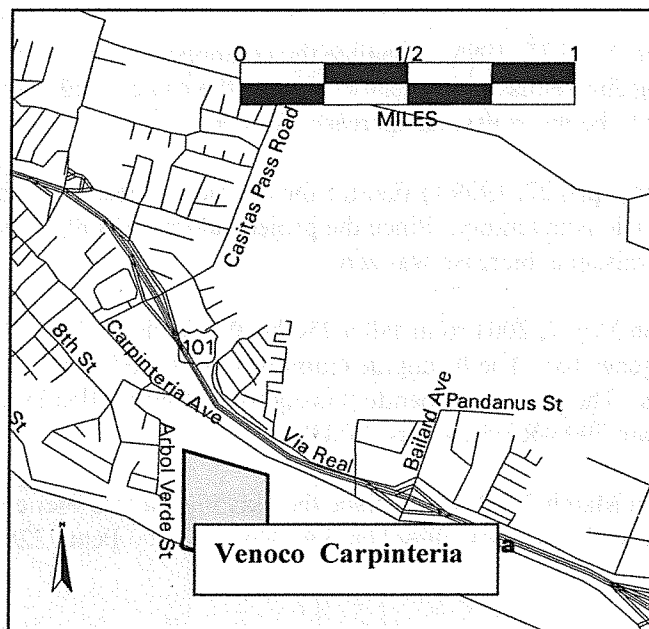 0 1/2 1
MILES
Casitas Pass Road
101
8th St
Carpinteria Ave
St
Arbol Verde St
Via Real
Bailard Ave
Pandanus St
Venoco Carpinteria
a
N